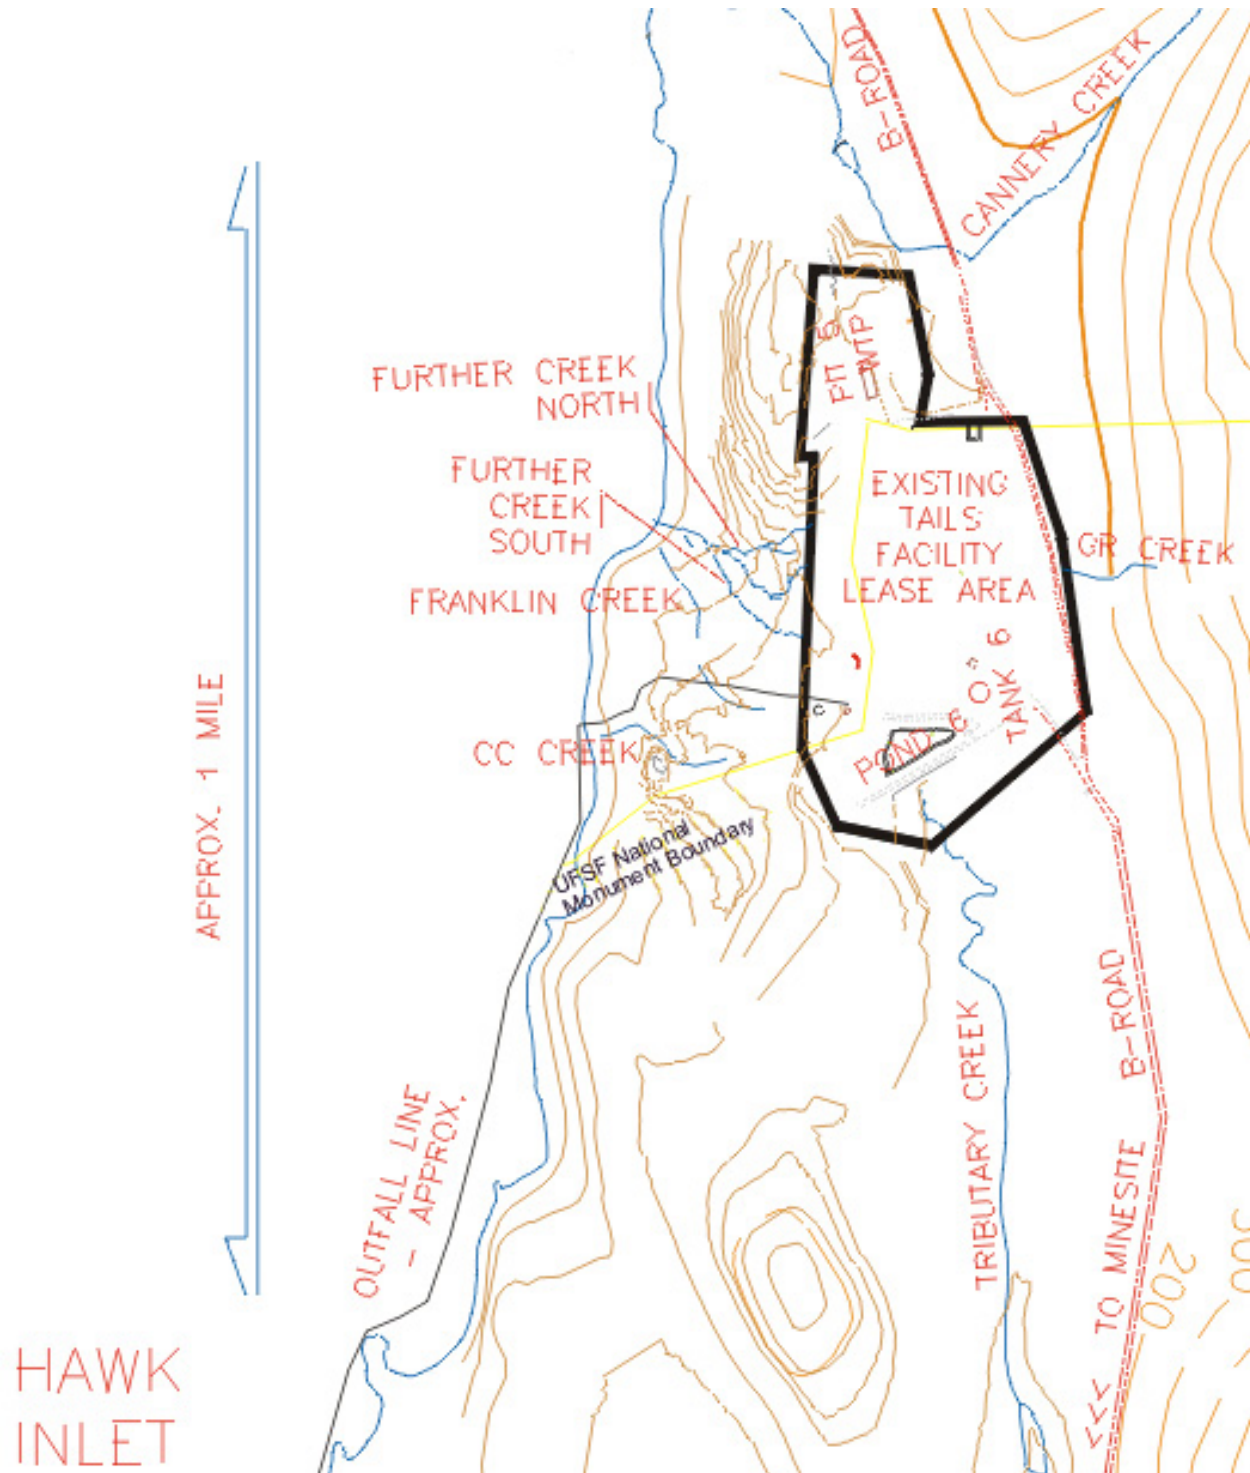 B-ROAD
CANNERY CREEK
PIT 5
WTP
FURTHER CREEK
NORTH
FURTHER
CREEK
SOUTH
EXISTING
TAILS
FACILITY
LEASE AREA
GR CREEK
FRANKLIN CREEK
TANK 6
POND 6
C
CC CREEK
APPROX. 1 MILE
UFSF National
Monument Boundary
B-ROAD
TRIBUTARY CREEK
OUTFALL LINE
- APPROX.
<<< TO MINESITE
200
300
HAWK
INLET